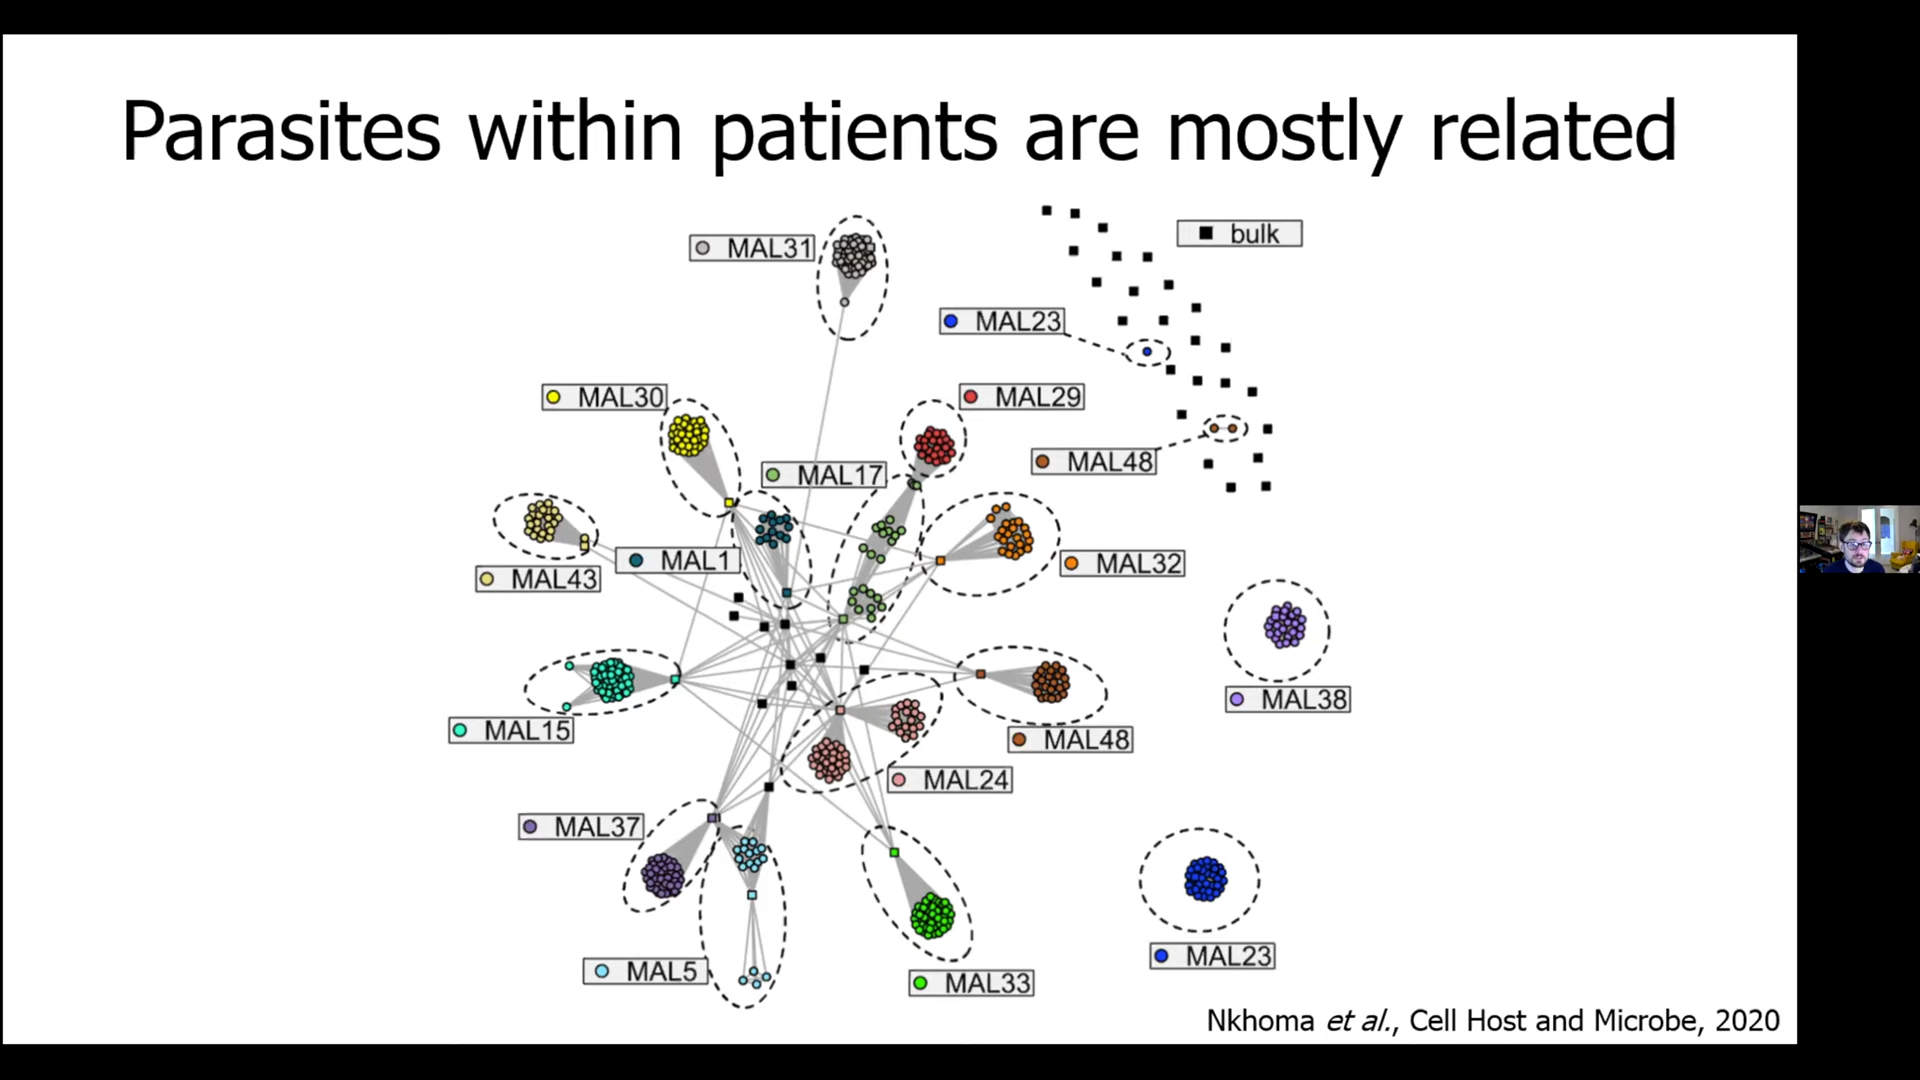 Parasites within patients are mostly related
bulk
MAL31
MAL23
MAL30
MAL29
MAL48
MAL17
MAL1
MAL32
MAL43
MAL38
MAL15
MAL48
MAL24
MAL37
MAL5
MAL33
MAL23
Nkhoma et al., Cell Host and Microbe, 2020